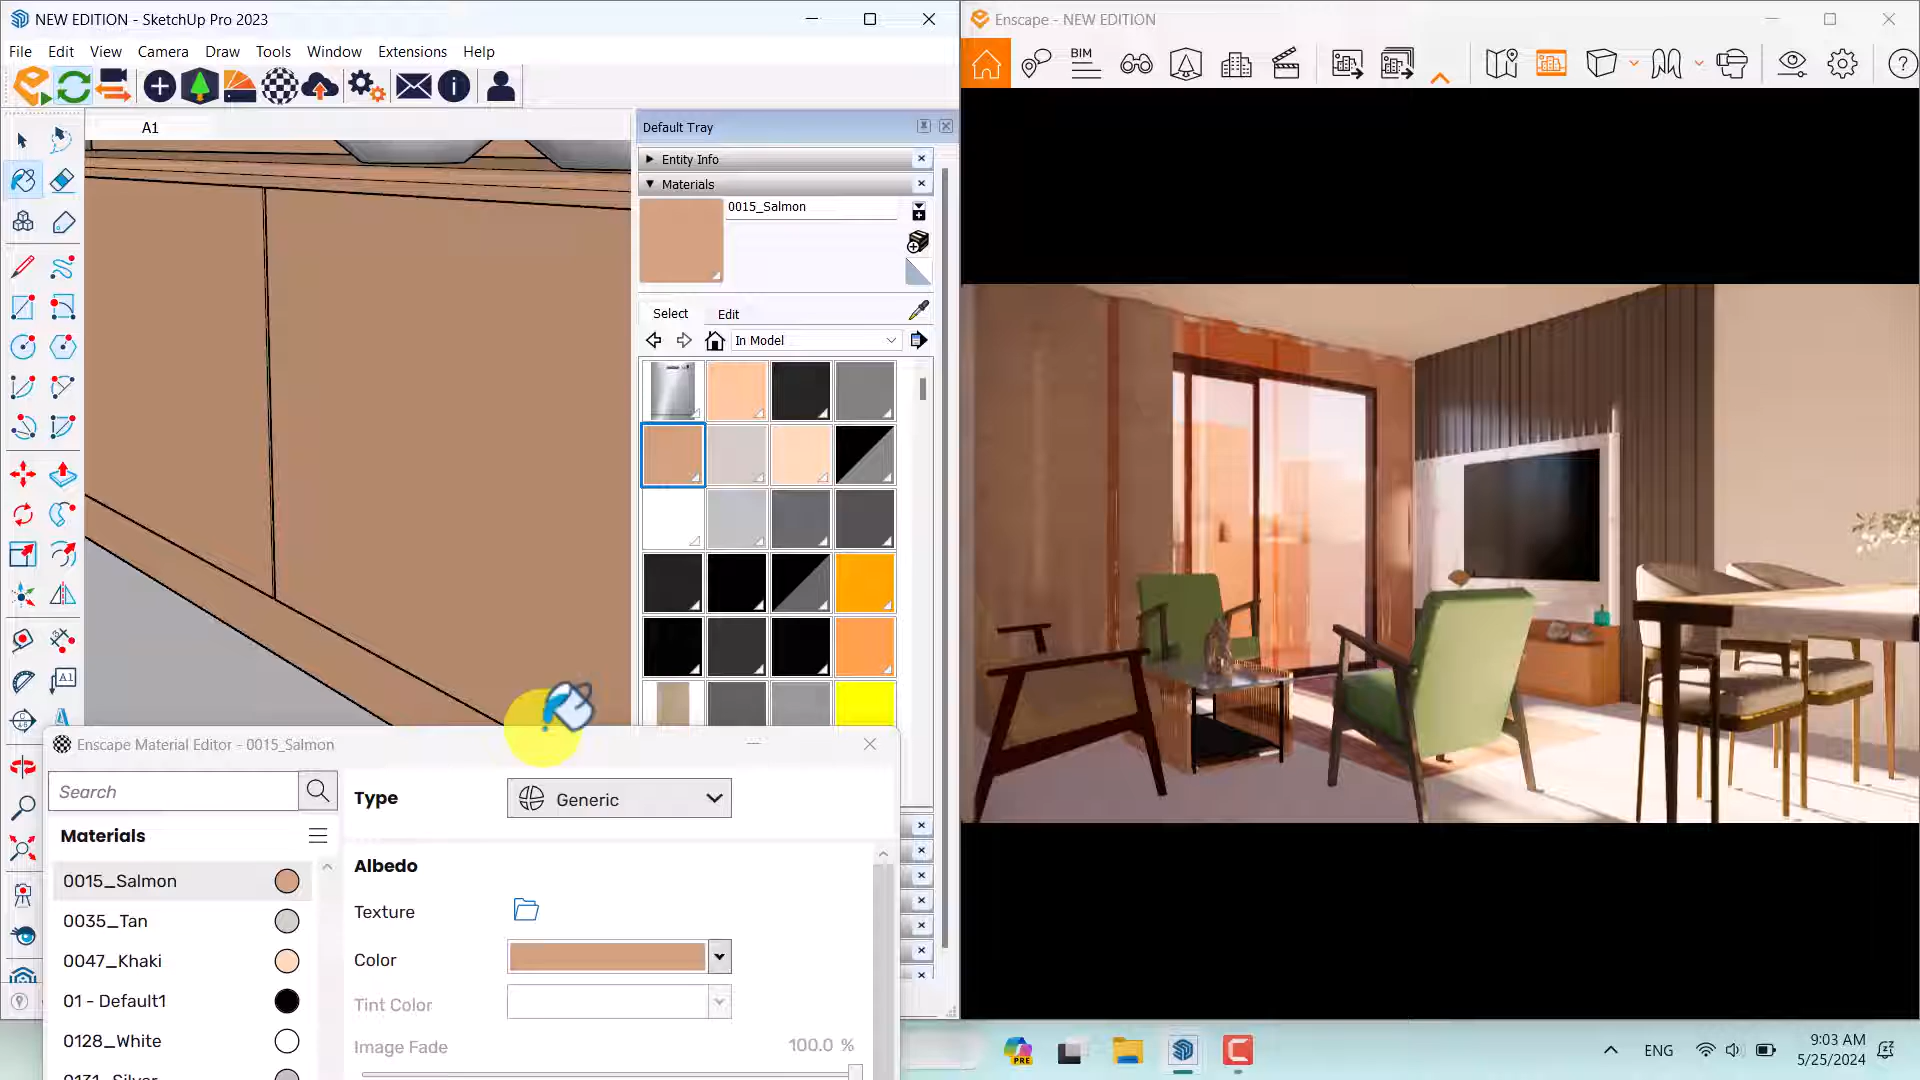 NEW EDITION - SketchUp Pro 2023
File Edit View Camera Draw Tools Window Extensions Help
A1
Default Tray
Entity Info
Materials
0015_Salmon
Select Edit
In Model
A1
Enscape Material Editor - 0015_Salmon
Search
Materials
0015_Salmon
0035_Tan
0047_Khaki
01 - Default1
0128_White
0131_Silver
Type
Generic
Albedo
Texture
Color
Tint Color
Image Fade
100.0 %
Enscape - NEW EDITION
BIM
PRE
ENG
9:03 AM
5/25/2024